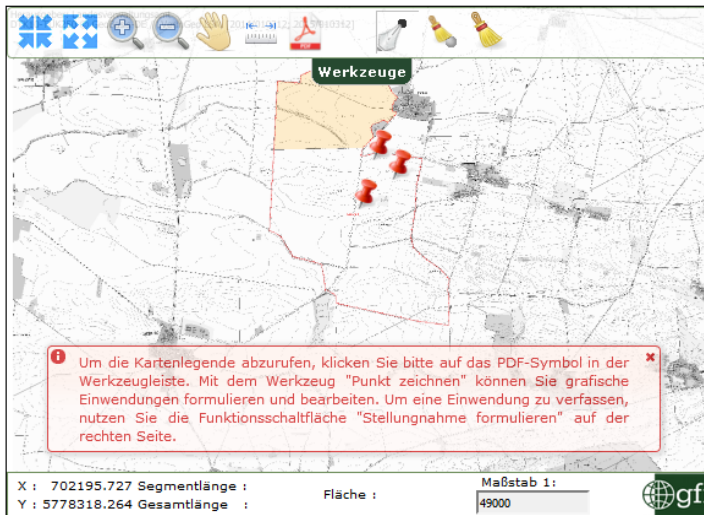 PDF
Werkzeuge
Um die Kartenlegende abzurufen, klicken Sie bitte auf das PDF-Symbol in der
Werkzeugleiste. Mit dem Werkzeug "Punkt zeichnen" können Sie grafische
Einwendungen formulieren und bearbeiten. Um eine Einwendung zu verfassen,
nutzen Sie die Funktionsschaltfläche "Stellungnahme formulieren" auf der
rechten Seite.
X : 702195.727 Segmentlänge :
Y : 5778318.264 Gesamtlänge :
Fläche :
Maßstab 1:
49000